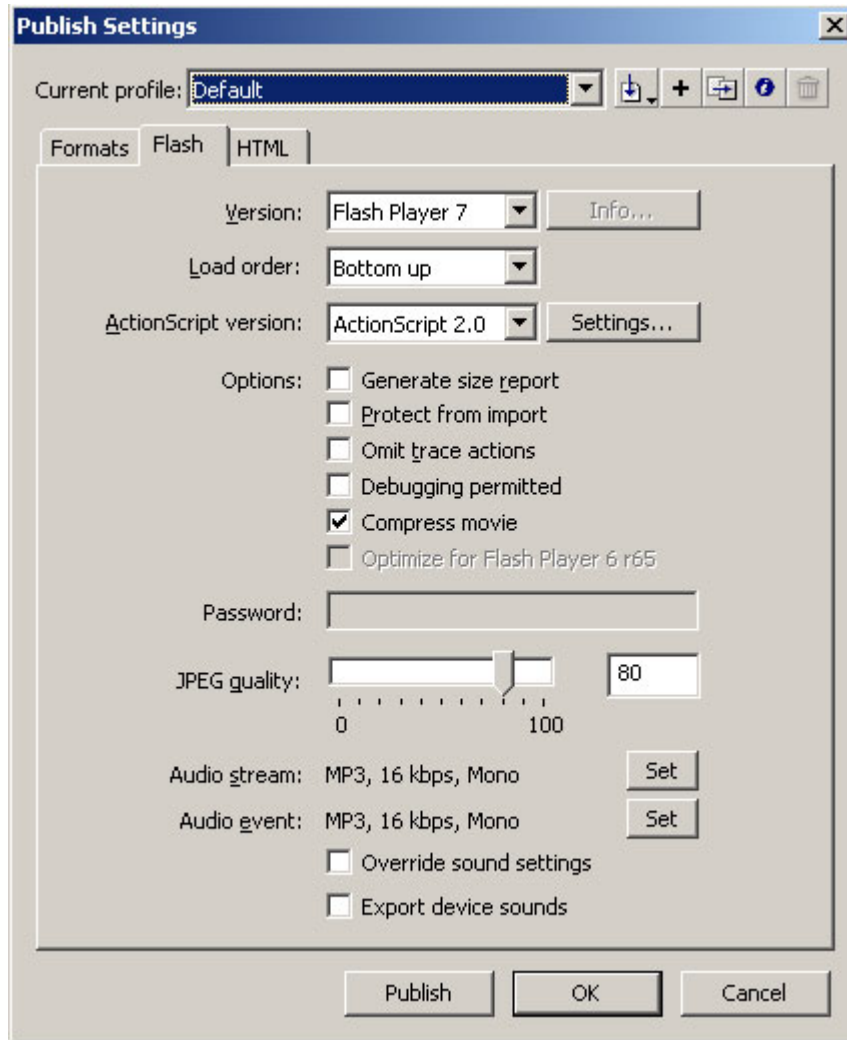 Publish Settings
Current profile: Default
Formats Flash HTML
Version: Flash Player 7 Info...
Load order: Bottom up
ActionScript version: ActionScript 2.0 Settings...
Options: Generate size report
Protect from import
Omit trace actions
Debugging permitted
Compress movie
Optimize for Flash Player 6 r65
Password:
JPEG quality: 80
0 100
Audio stream: MP3, 16 kbps, Mono Set
Audio event: MP3, 16 kbps, Mono Set
Override sound settings
Export device sounds
Publish OK Cancel